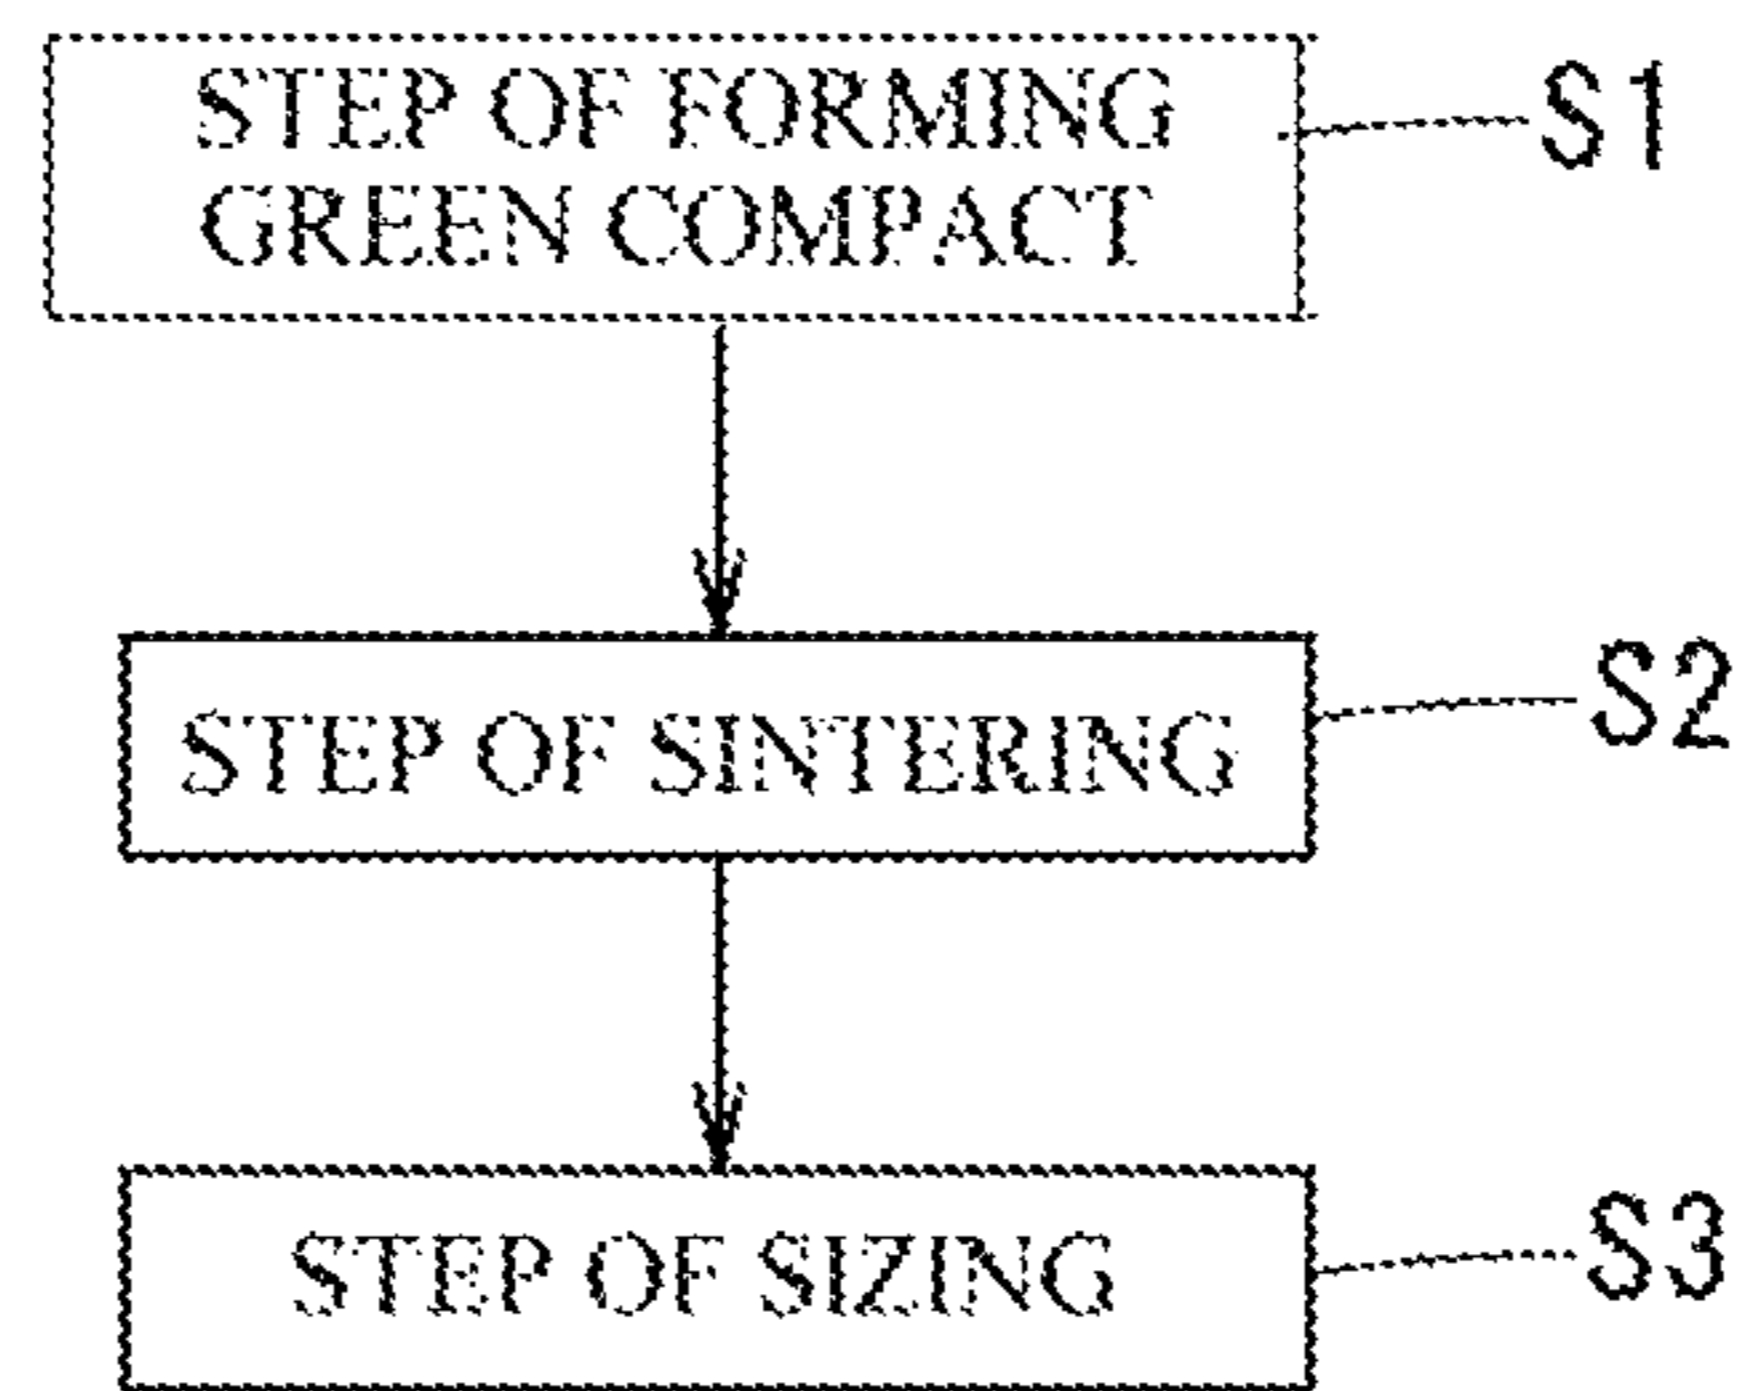 STEP OF FORMING
GREEN COMPACT
S1
STEP OF SINTERING
S2
STEP OF SIZING
S3